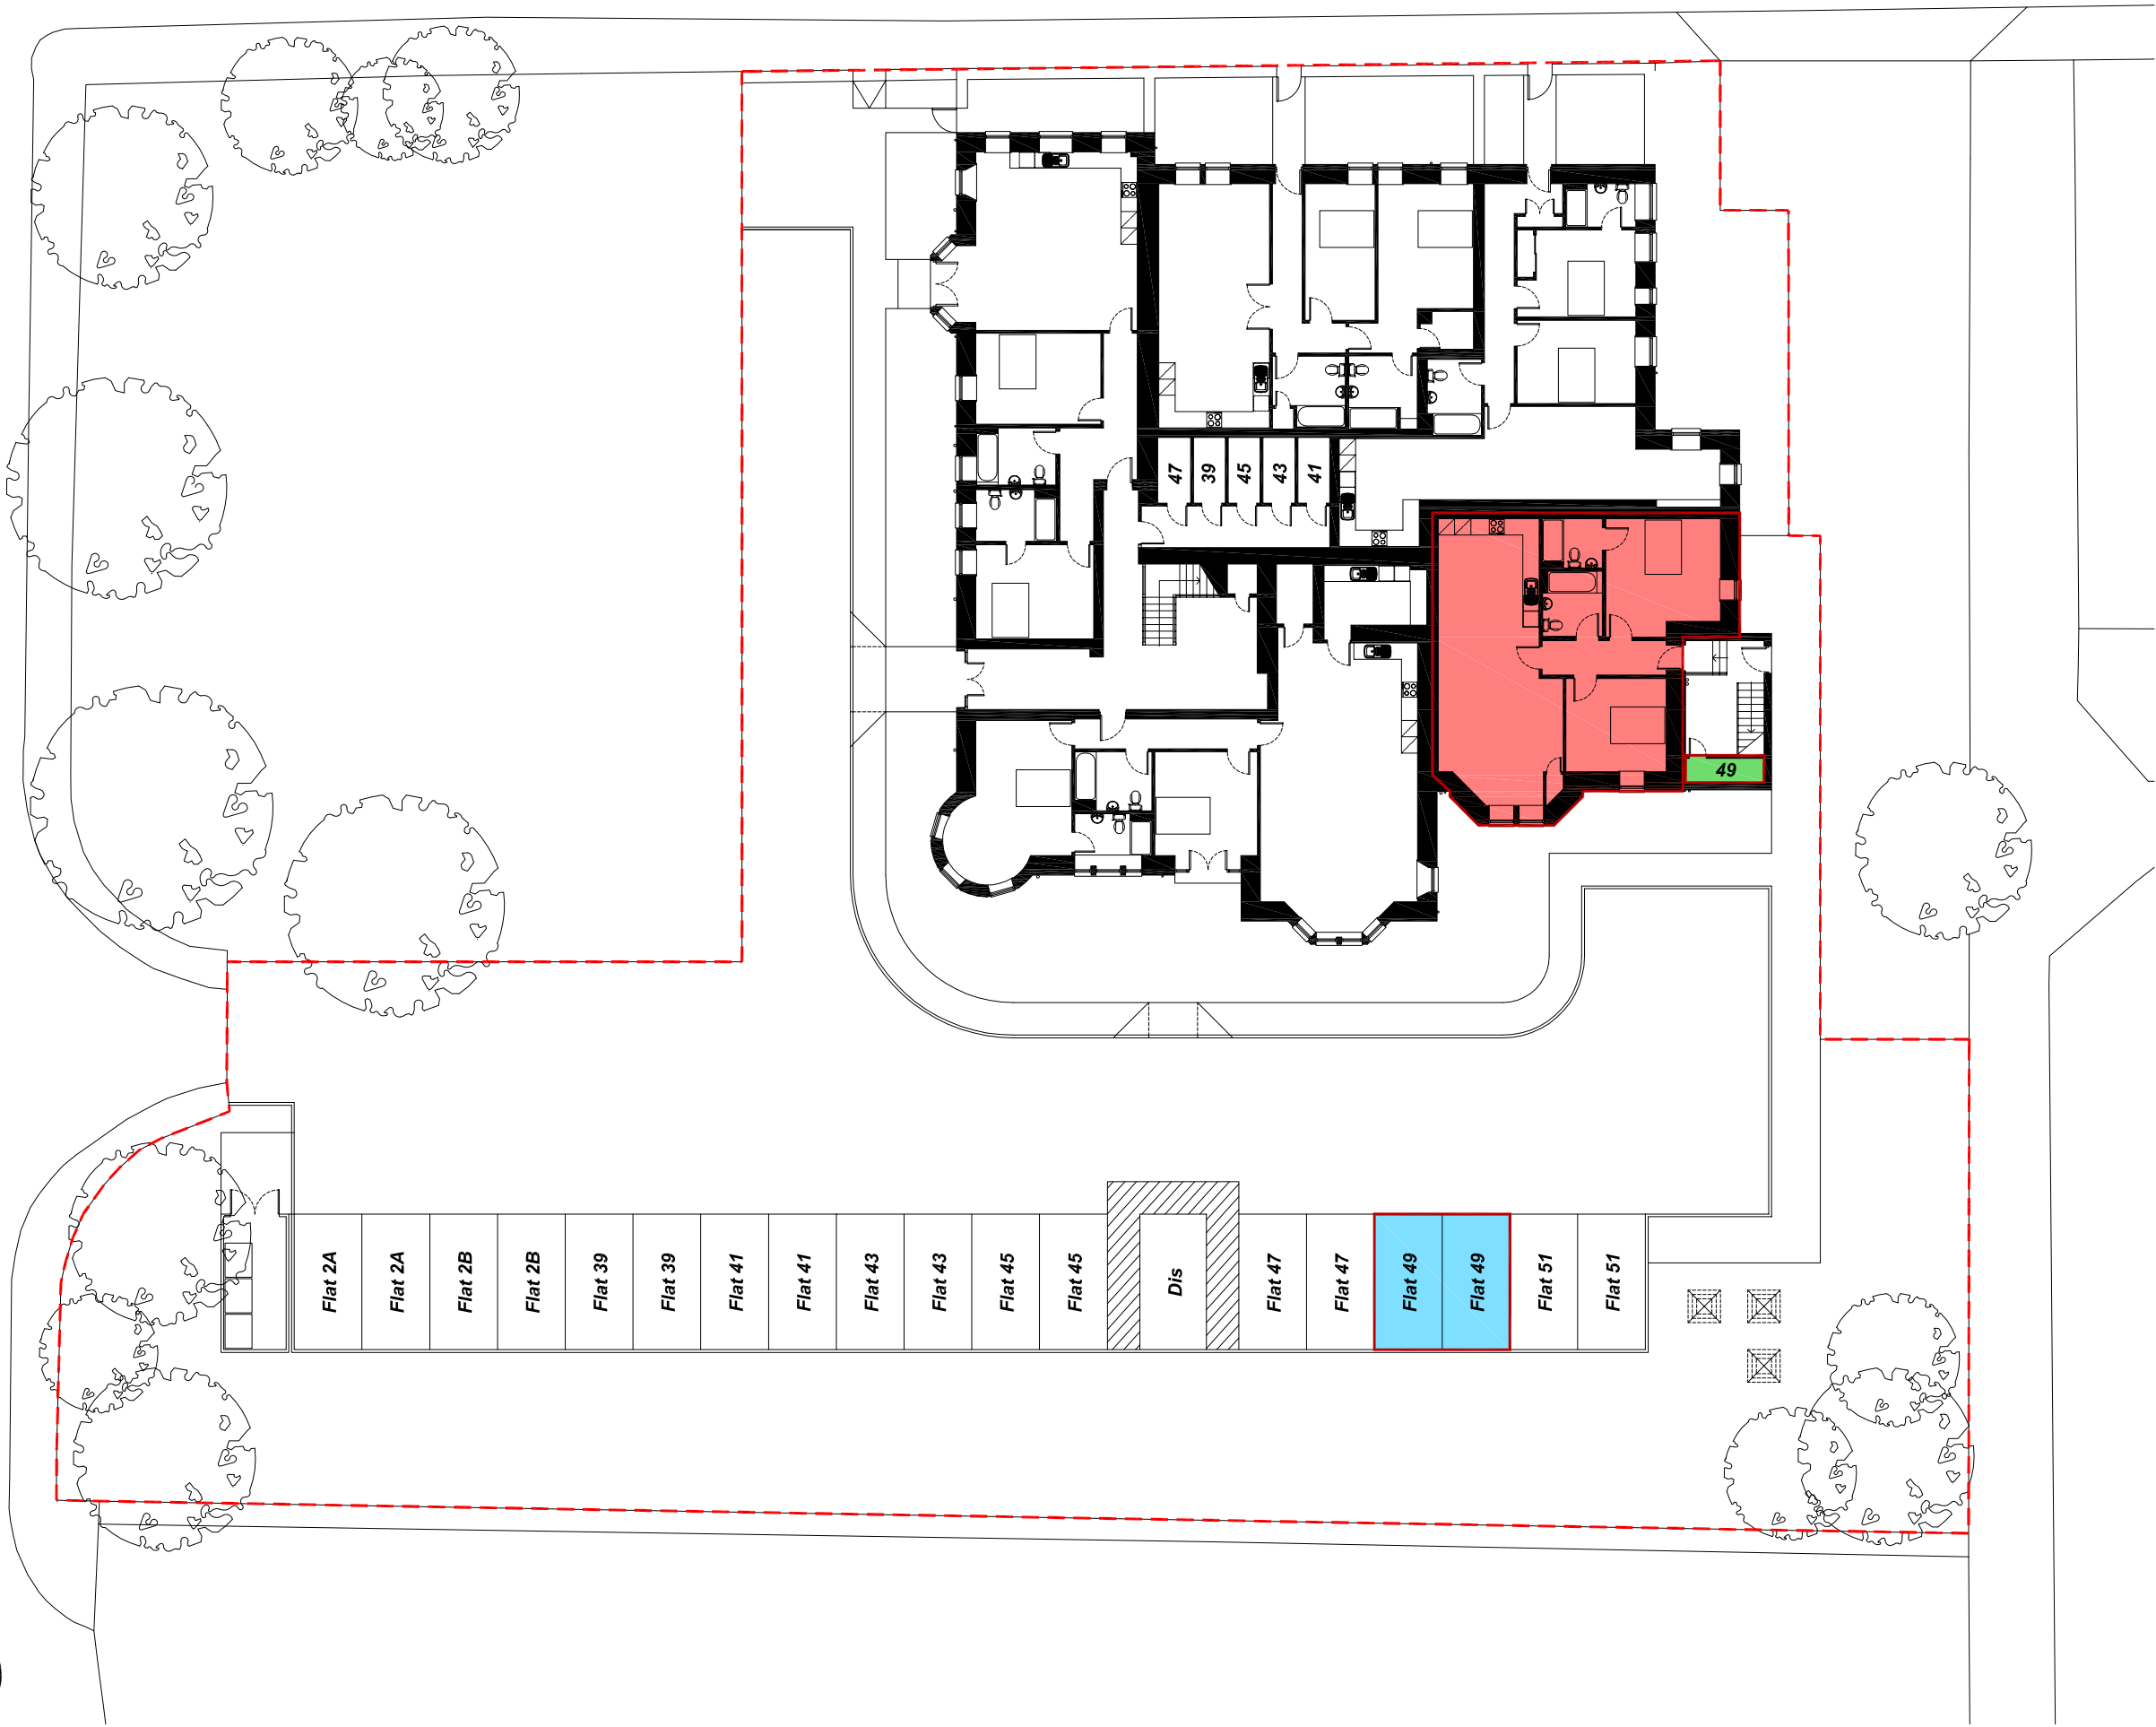 47
39
45
43
41
49
Flat 2A
Flat 2A
Flat 2B
Flat 2B
Flat 39
Flat 39
Flat 41
Flat 41
Flat 43
Flat 43
Flat 45
Flat 45
Dis
Flat 47
Flat 47
Flat 49
Flat 49
Flat 51
Flat 51